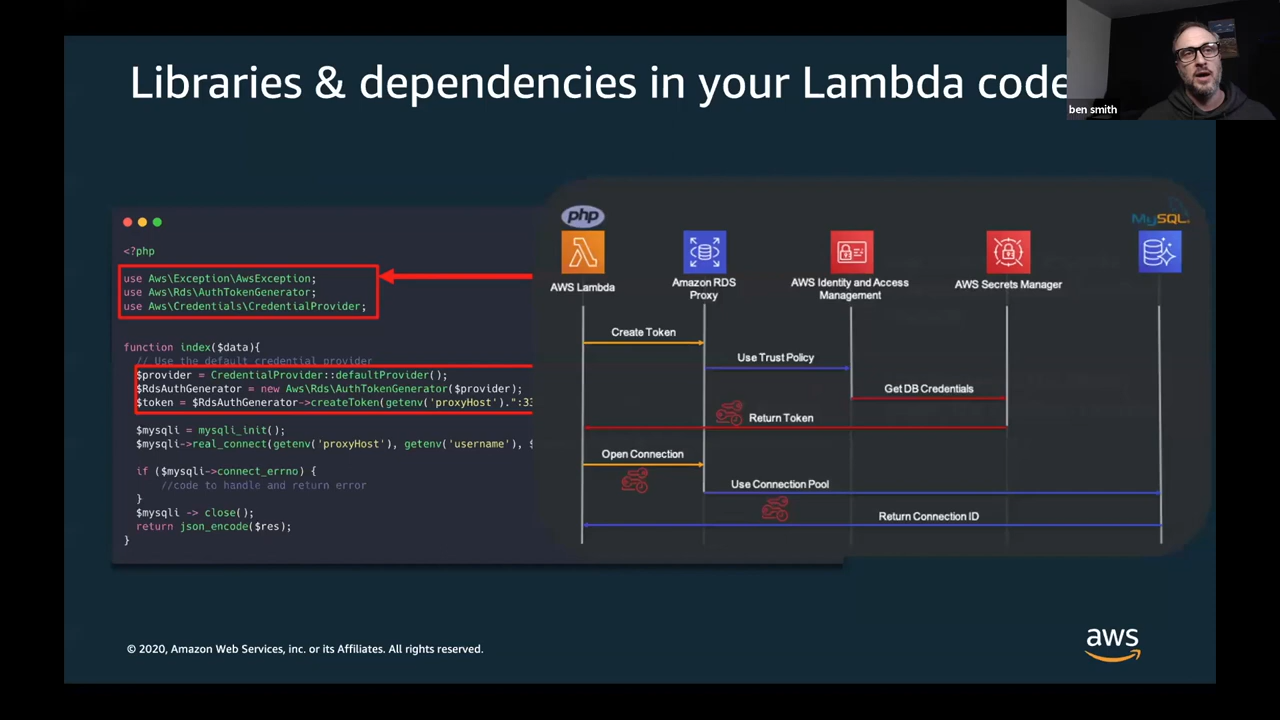 Libraries & dependencies in your Lambda code
ben smith
<?php
use Aws\Exception\AwsException;
use Aws\Rds\AuthTokenGenerator;
use Aws\Credentials\CredentialProvider;
function index($data){
// Use the default credential provider
$provider = CredentialProvider::defaultProvider();
$RdsAuthGenerator = new Aws\Rds\AuthTokenGenerator($provider);
$token = $RdsAuthGenerator->createToken(getenv('proxyHost').":33
$mysqli = mysqli_init();
$mysqli->real_connect(getenv('proxyHost'), getenv('username'), $
if ($mysqli->connect_errno) {
//code to handle and return error
}
$mysqli -> close();
return json_encode($res);
}
php
MySQL
AWS Lambda
Amazon RDS
Proxy
AWS Identity and Access
Management
AWS Secrets Manager
Create Token
Use Trust Policy
Get DB Credentials
Return Token
Open Connection
Use Connection Pool
Return Connection ID
© 2020, Amazon Web Services, inc. or its Affiliates. All rights reserved.
aws